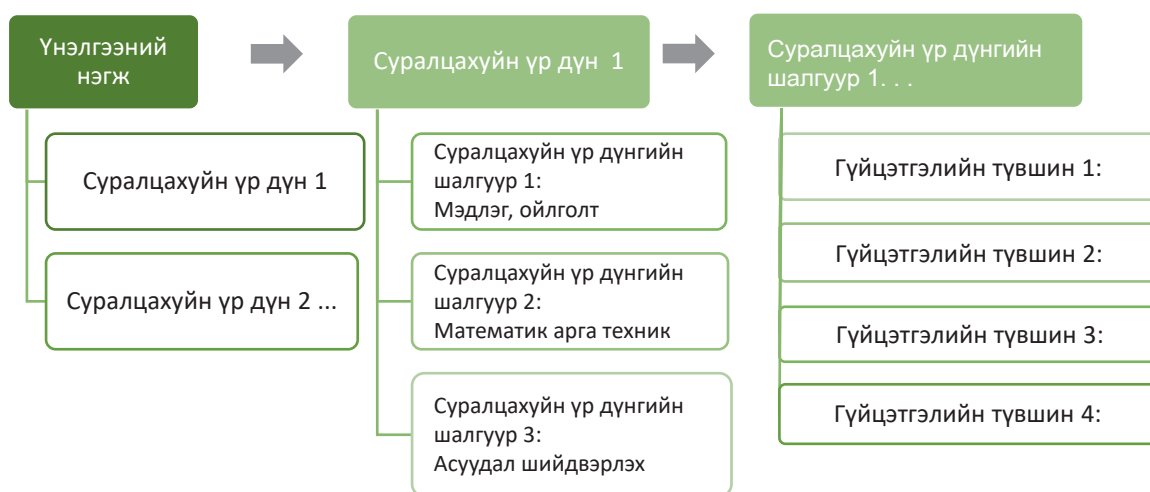 Үнэлгээний
нэгж
Суралцахуйн үр дүн 1
Суралцахуйн үр дүн 2 ...
Суралцахуйн үр дүн 1
Суралцахуйн үр дүнгийн
шалгуур 1:
Мэдлэг, ойлголт
Суралцахуйн үр дүнгийн
шалгуур 2:
Математик арга техник
Суралцахуйн үр дүнгийн
шалгуур 3:
Асуудал шийдвэрлэх
Суралцахуйн үр дүнгийн
шалгуур 1. . .
Гүйцэтгэлийн түвшин 1:
Гүйцэтгэлийн түвшин 2:
Гүйцэтгэлийн түвшин 3:
Гүйцэтгэлийн түвшин 4: